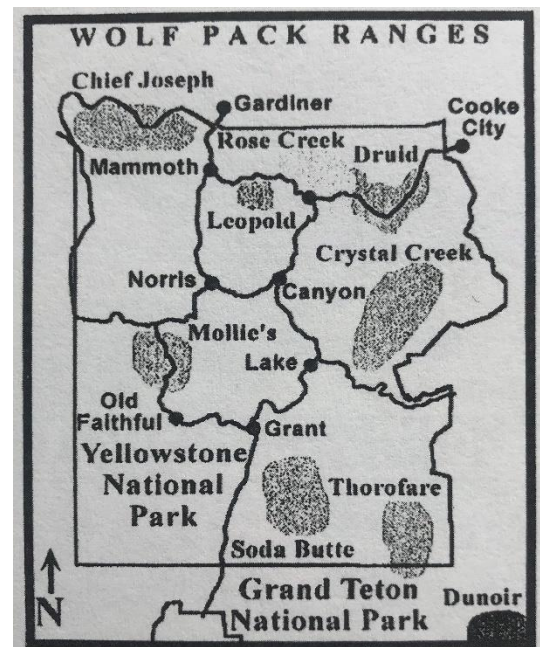 WOLF PACK RANGES
Chief Joseph
Gardiner
Cooke
City
Rose Creek
Druid
Mammoth
Leopold
Crystal Creek
Norris
Canyon
Mollie's
Lake
Old
Faithful
Grant
Yellowstone
National
Park
Thorofare
Soda Butte
Grand Teton
National Park
Dunoir
N